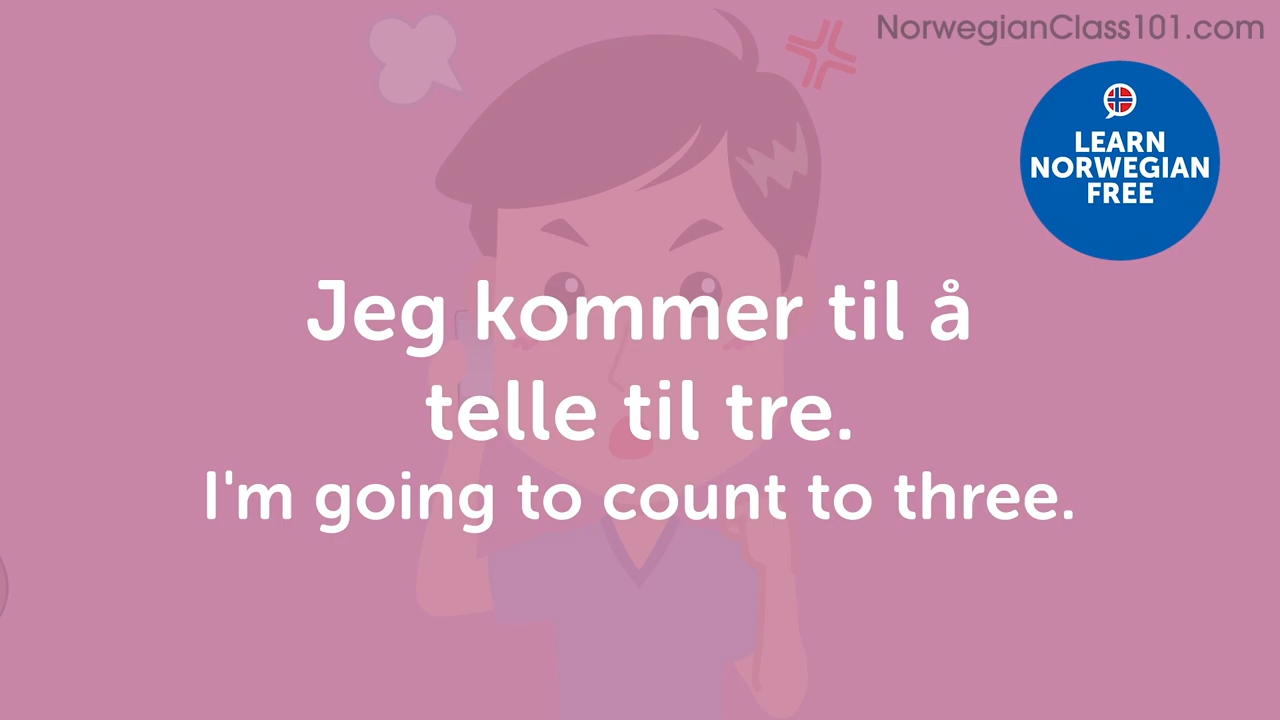 NorwegianClass101.com
LEARN
NORWEGIAN
FREE
Jeg kommer til å
telle til tre.
I'm going to count to three.